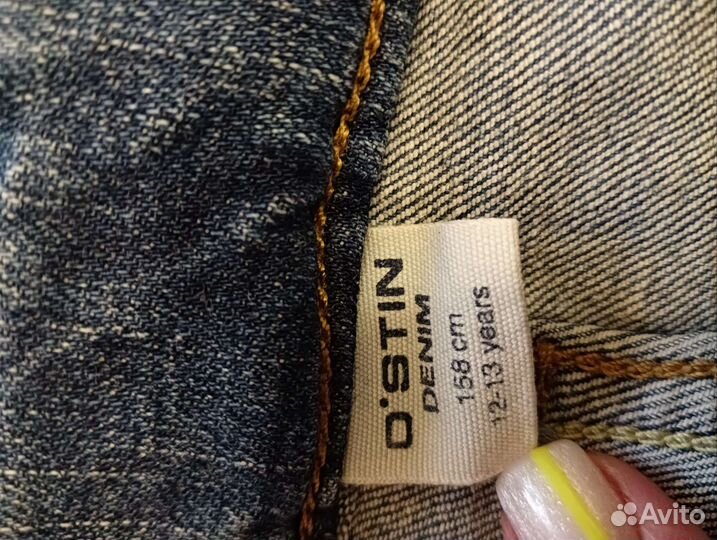 O'STIN
DENIM
158 cm
12-13 years
Avito